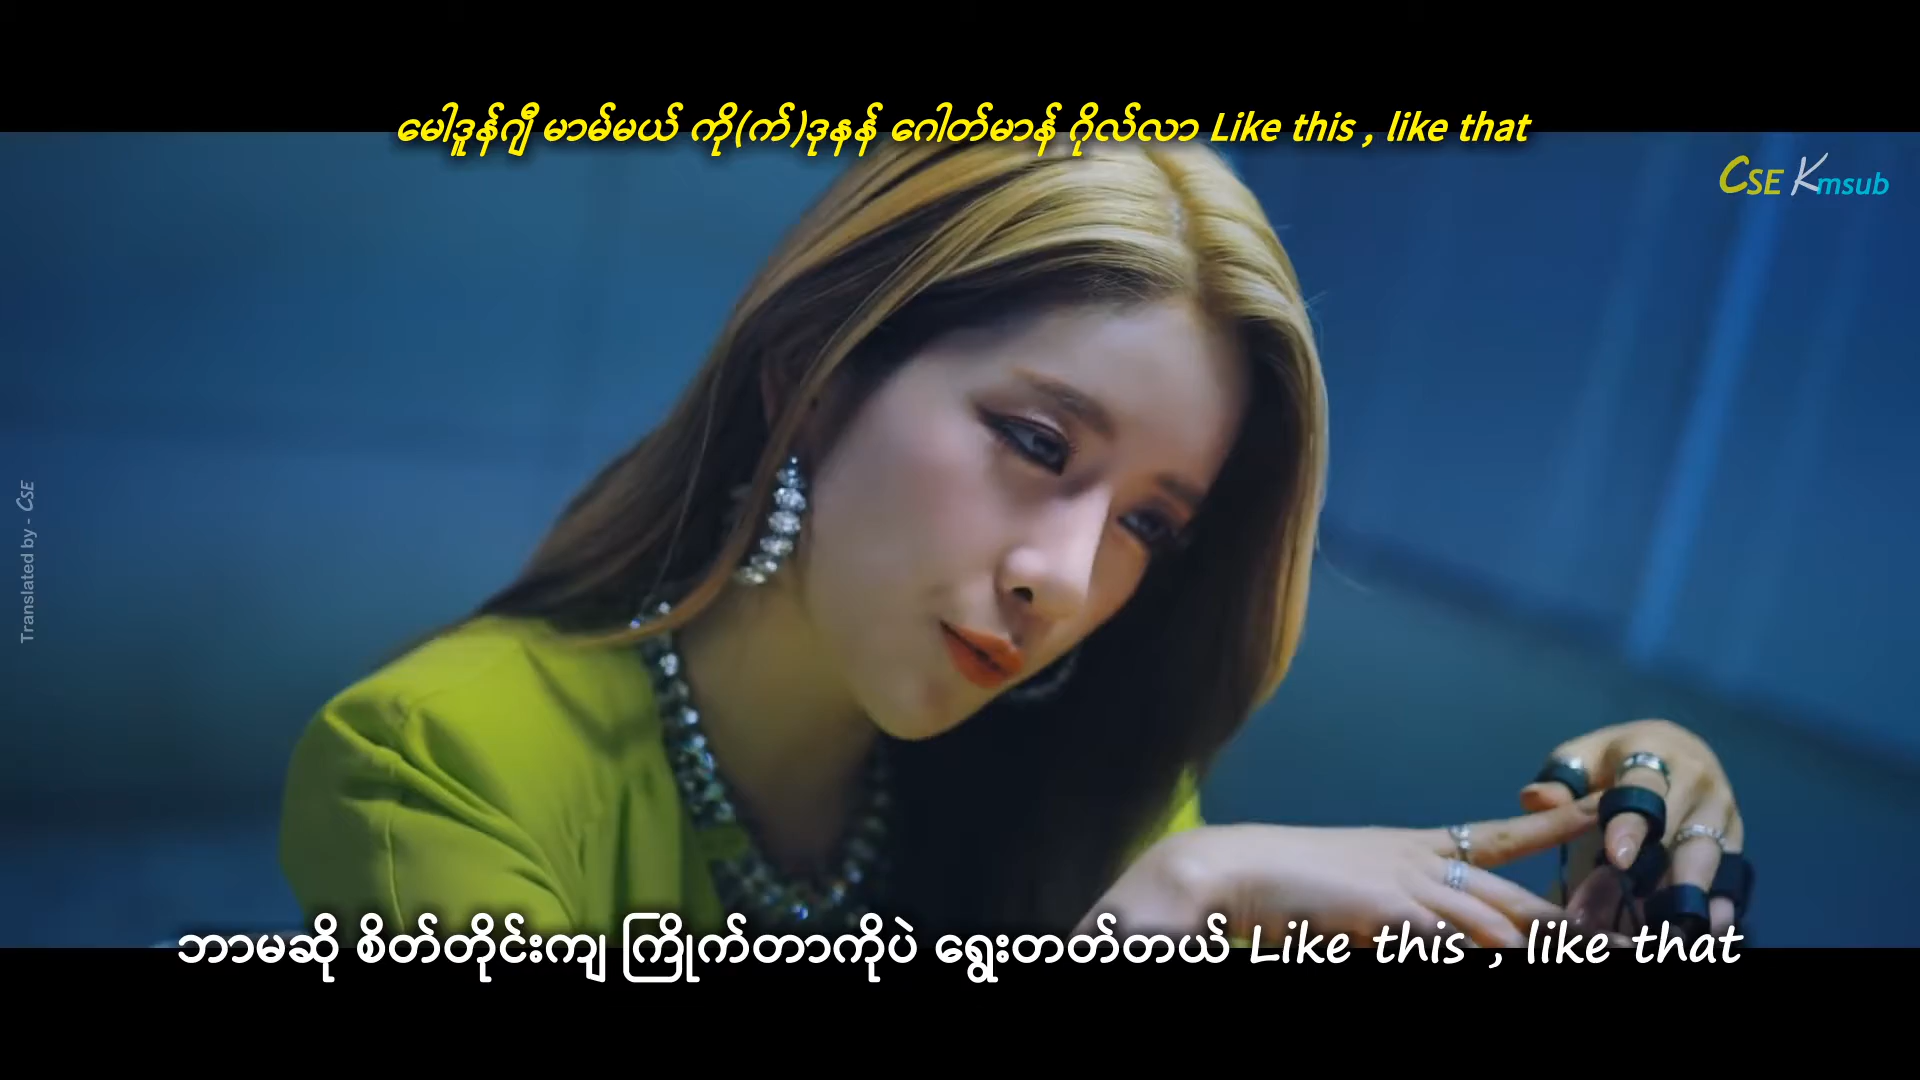 မေါဒူန်ဂျီ မာမ်မယ် ကို(က်)ဒုနန် ဂေါတ်မာန် ဂိုလ်လာ Like this , like that
CSE Kmsub
Translated by - CSE
ဘာမဆို စိတ်တိုင်းကျ ကြိုက်တာကိုပဲ ရွေးတတ်တယ် Like this , like that